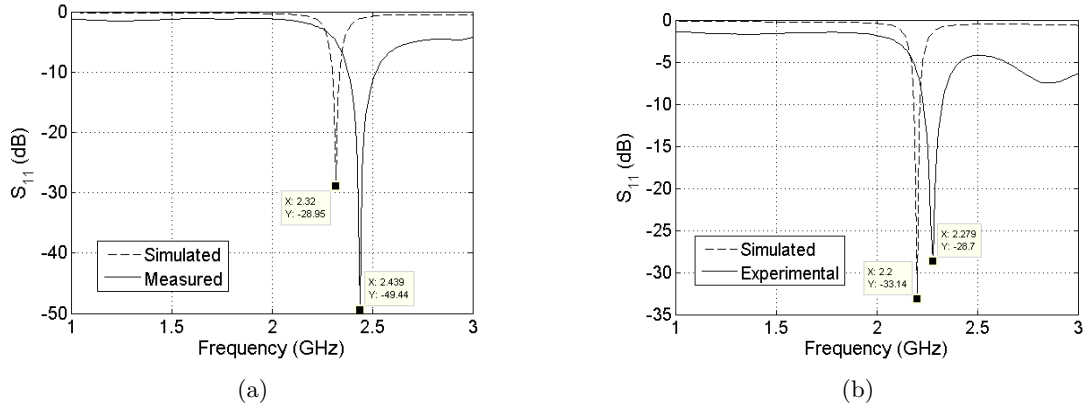 0
-10
-20
-30
-40
-50
S11 (dB)
X: 2.32
Y: -28.95
X: 2.439
Y: -49.44
Simulated
Measured
1
1.5
2
2.5
3
Frequency (GHz)
(a)
0
-5
-10
-15
-20
-25
-30
-35
S11 (dB)
X: 2.279
Y: -28.7
X: 2.2
Y: -33.14
Simulated
Experimental
1
1.5
2
2.5
3
Frequency (GHz)
(b)